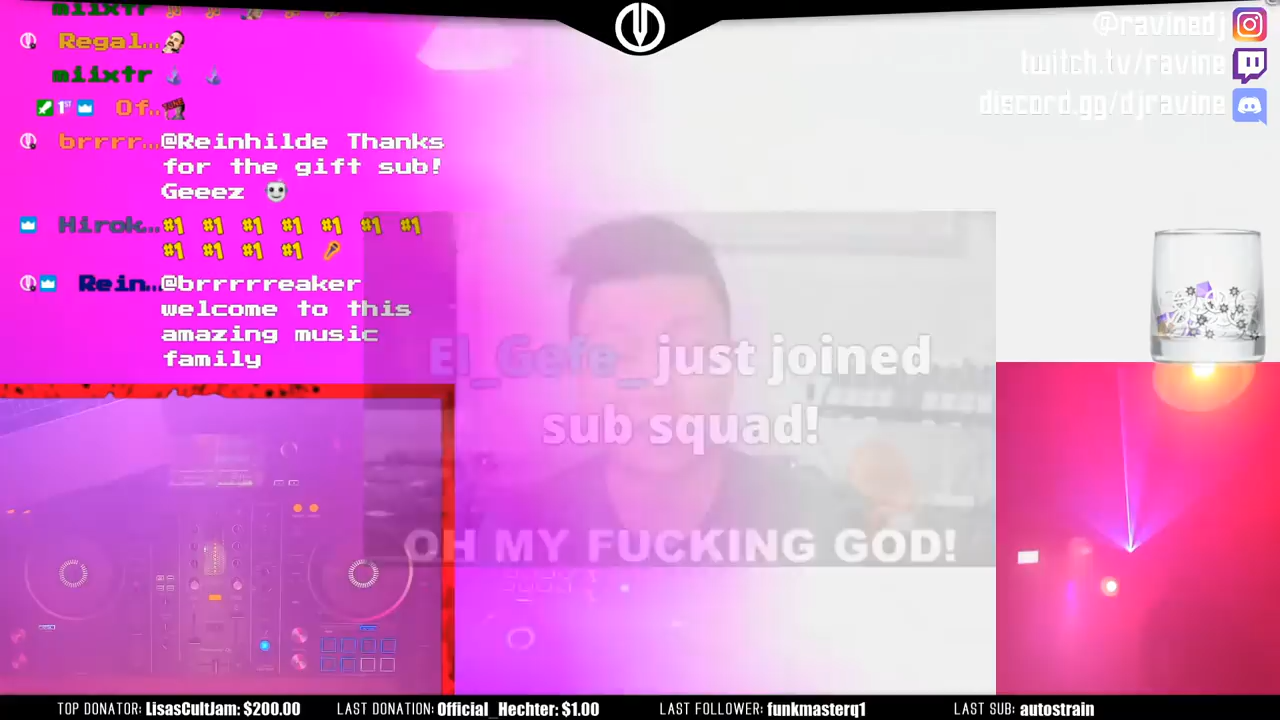 miixtr
Regal...
miixtr
1ST Of..
brrrr...@Reinhilde Thanks
for the gift sub!
Geeez
Hirok...#1 #1 #1 #1 #1 #1 #1
#1 #1 #1 #1
Rein...@brrrrreaker
welcome to this
amazing music
family
@ravinedj
twitch.tv/ravine
discord.gg/djravine
El_Gefe_ just joined
sub squad!
OH MY FUCKING GOD!
TOP DONATOR: LisasCultJam: $200.00 LAST DONATION: Official_Hechter: $1.00 LAST FOLLOWER: funkmasterq1 LAST SUB: autostrain